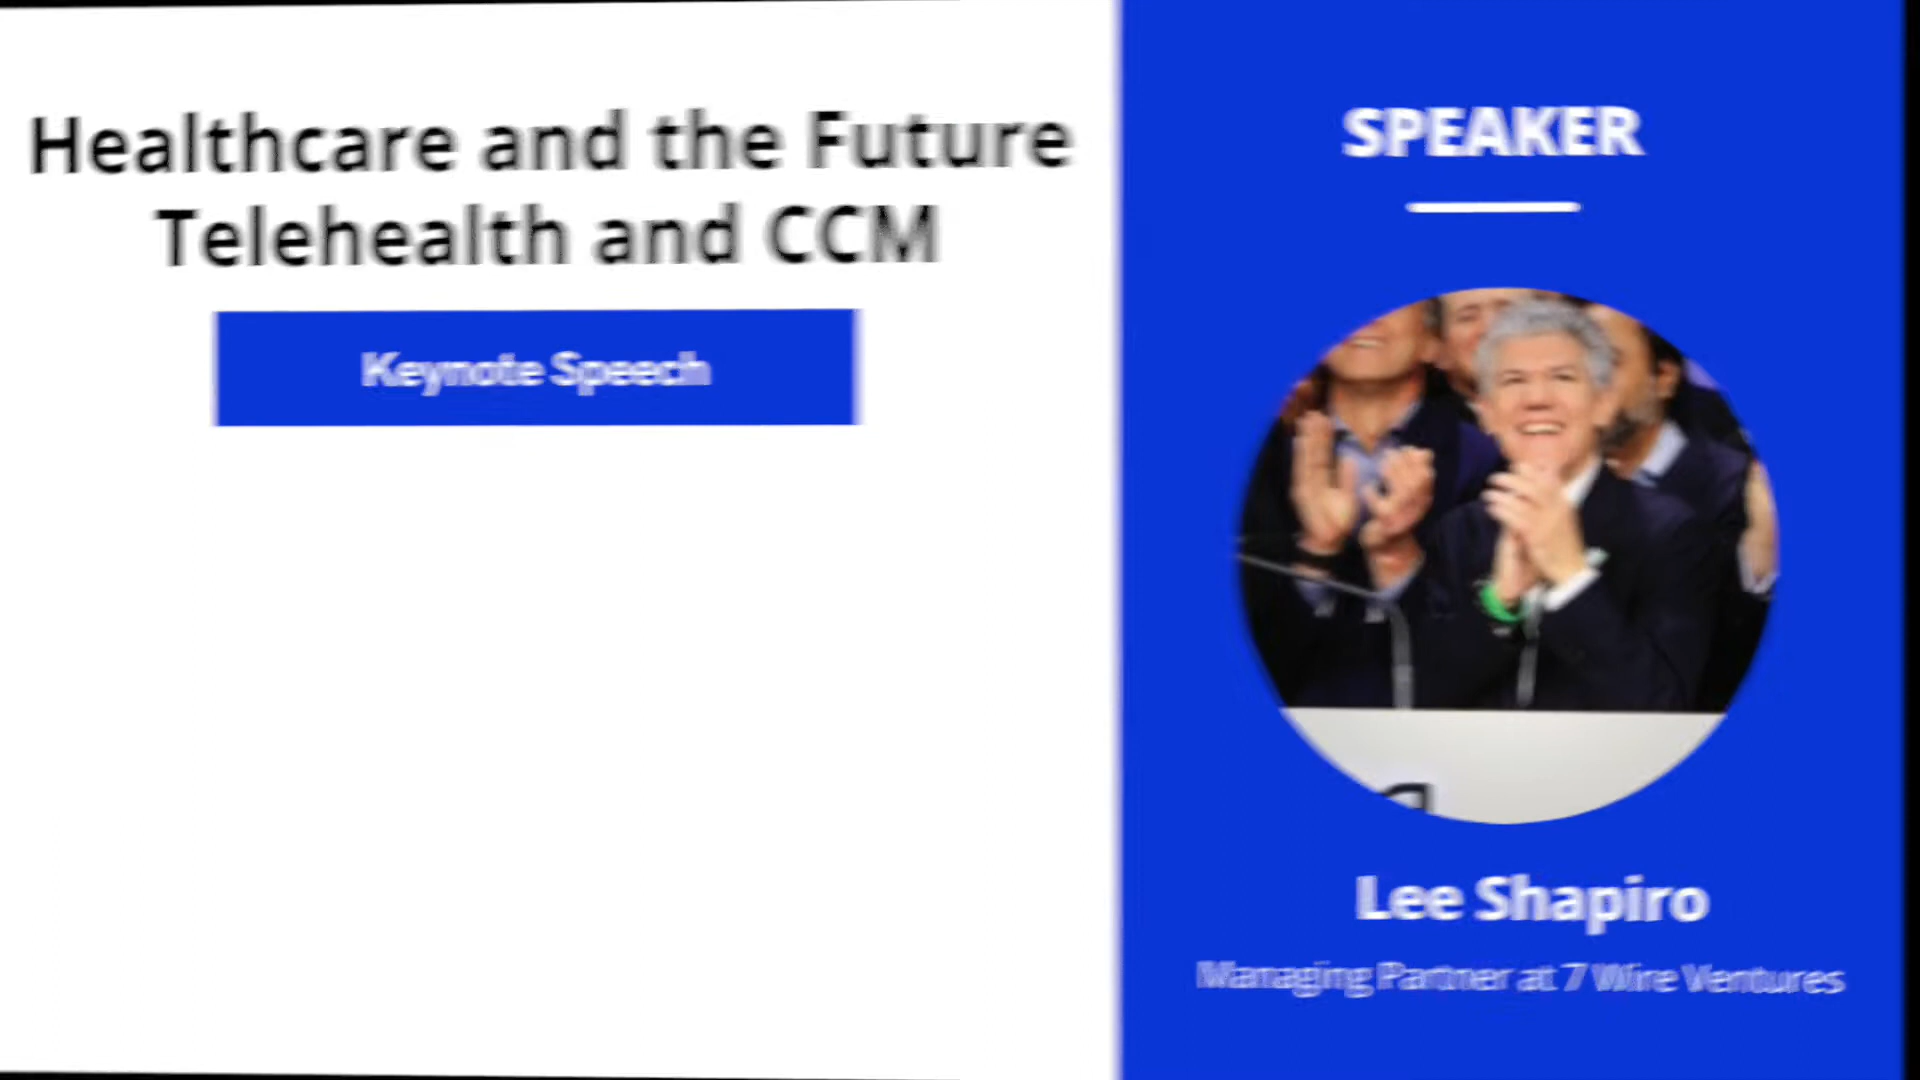 Healthcare and the Future
Telehealth and CCM
Keynote Speech
SPEAKER
Lee Shapiro
Managing Partner at 7 Wire Ventures